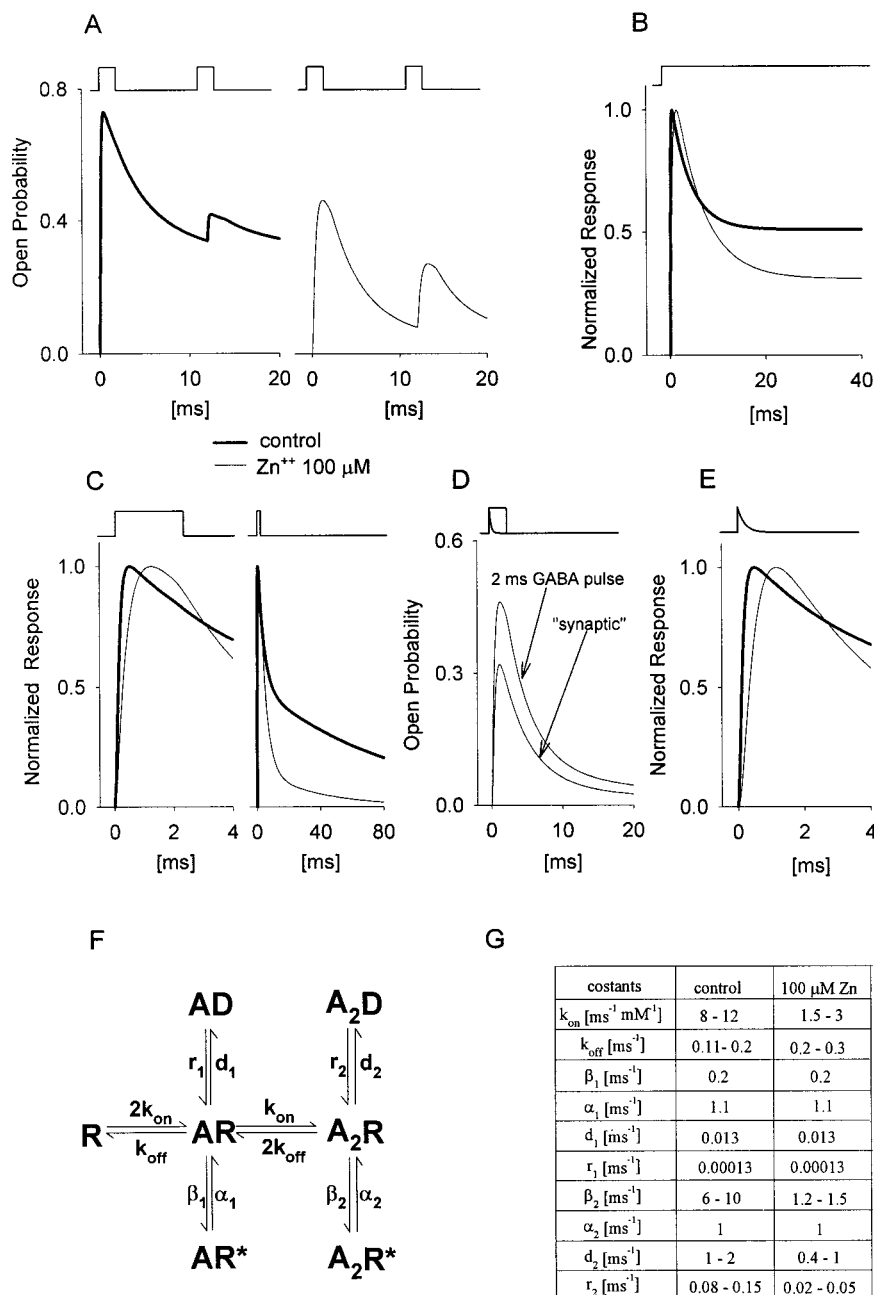 A
B
0.8
0.4
0.0
Open Probability
0
10
20
[ms]
0
10
20
[ms]
1.0
0.5
0.0
Normalized Response
0
20
40
[ms]
control
Zn⁺⁺ 100 µM
C
D
E
1.0
0.5
0.0
Normalized Response
0
2
4
[ms]
0
40
80
[ms]
0.6
0.3
0.0
Open Probability
2 ms GABA pulse
"synaptic"
0
10
20
[ms]
1.0
0.5
0.0
Normalized Response
0
2
4
[ms]
F
AD A₂D
r₁ d₁ r₂ d₂
2kon kon
R AR A₂R
koff 2koff
β₁ α₁ β₂ α₂
AR* A₂R*
G
costants control 100 µM Zn
kon [ms⁻¹ mM⁻¹] 8 - 12 1.5 - 3
koff [ms⁻¹] 0.11- 0.2 0.2 - 0.3
β₁ [ms⁻¹] 0.2 0.2
α₁ [ms⁻¹] 1.1 1.1
d₁ [ms⁻¹] 0.013 0.013
r₁ [ms⁻¹] 0.00013 0.00013
β₂ [ms⁻¹] 6 - 10 1.2 - 1.5
α₂ [ms⁻¹] 1 1
d₂ [ms⁻¹] 1 - 2 0.4 - 1
r₂ [ms⁻¹] 0.08 - 0.15 0.02 - 0.05